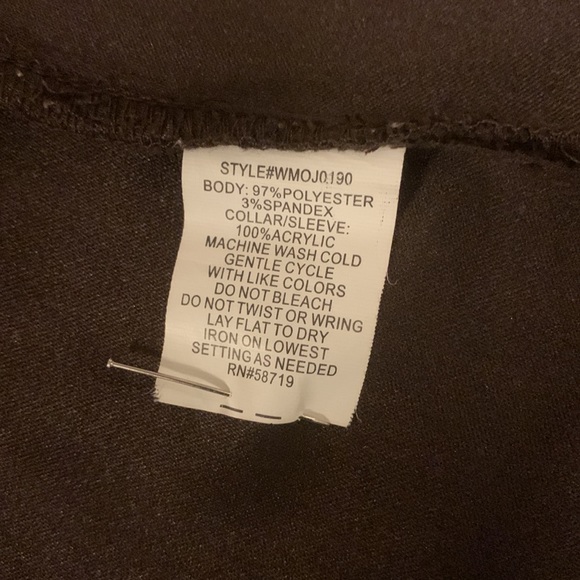 STYLE#WMOJ0190
BODY: 97%POLYESTER
3%SPANDEX
COLLAR/SLEEVE:
100%ACRYLIC
MACHINE WASH COLD
GENTLE CYCLE
WITH LIKE COLORS
DO NOT BLEACH
DO NOT TWIST OR WRING
LAY FLAT TO DRY
IRON ON LOWEST
SETTING AS NEEDED
RN#58719